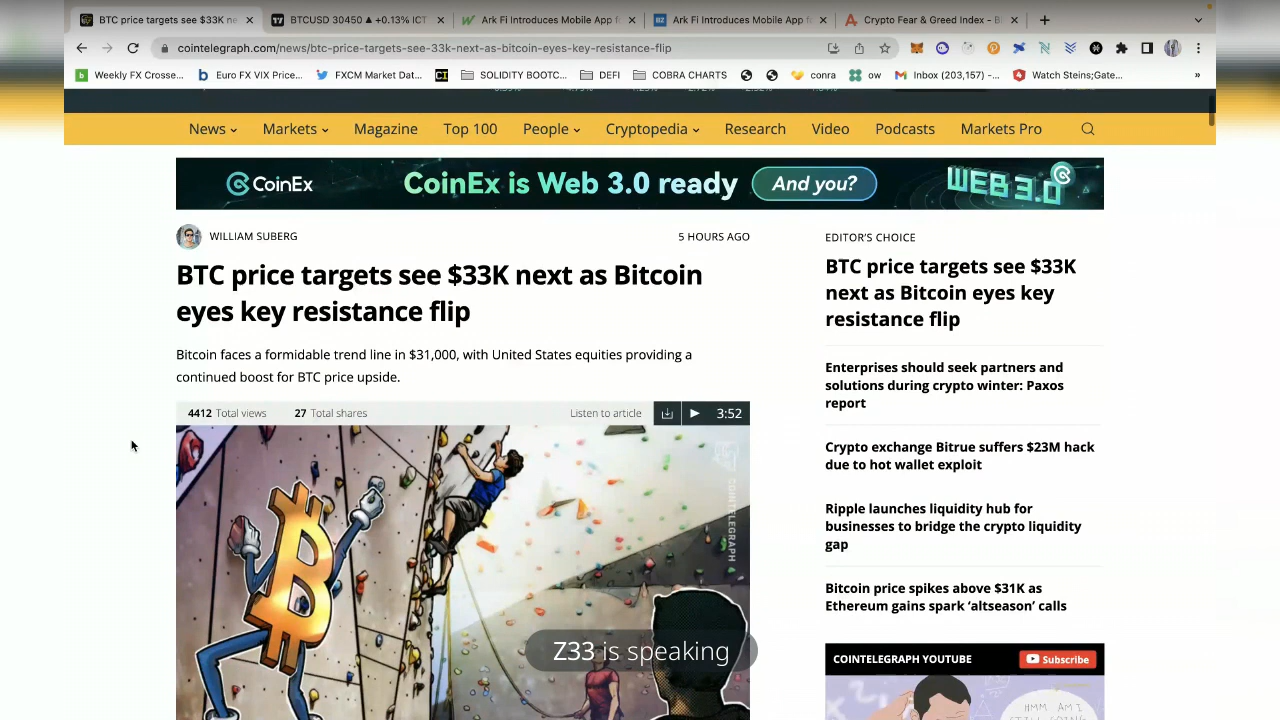 BTC price targets see $33K ne
BTCUSD 30450 ▲ +0.13% ICT
Ark Fi Introduces Mobile App fo
Ark Fi Introduces Mobile App fo
Crypto Fear & Greed Index - Bi
cointelegraph.com/news/btc-price-targets-see-33k-next-as-bitcoin-eyes-key-resistance-flip
Weekly FX Crosse...
Euro FX VIX Price...
FXCM Market Dat...
SOLIDITY BOOTC...
DEFI
COBRA CHARTS
conra
ow
Inbox (203,157) -...
Watch Steins;Gate...
»
News
Markets
Magazine
Top 100
People
Cryptopedia
Research
Video
Podcasts
Markets Pro
CoinEx
CoinEx is Web 3.0 ready
And you?
WEB 3.0
WILLIAM SUBERG
5 HOURS AGO
BTC price targets see $33K next as Bitcoin
eyes key resistance flip
Bitcoin faces a formidable trend line in $31,000, with United States equities providing a
continued boost for BTC price upside.
4412 Total views
27 Total shares
Listen to article
3:52
COINTELEGRAPH
Z33 is speaking
EDITOR'S CHOICE
BTC price targets see $33K
next as Bitcoin eyes key
resistance flip
Enterprises should seek partners and
solutions during crypto winter: Paxos
report
Crypto exchange Bitrue suffers $23M hack
due to hot wallet exploit
Ripple launches liquidity hub for
businesses to bridge the crypto liquidity
gap
Bitcoin price spikes above $31K as
Ethereum gains spark 'altseason' calls
COINTELEGRAPH YOUTUBE
Subscribe
HMM AM I